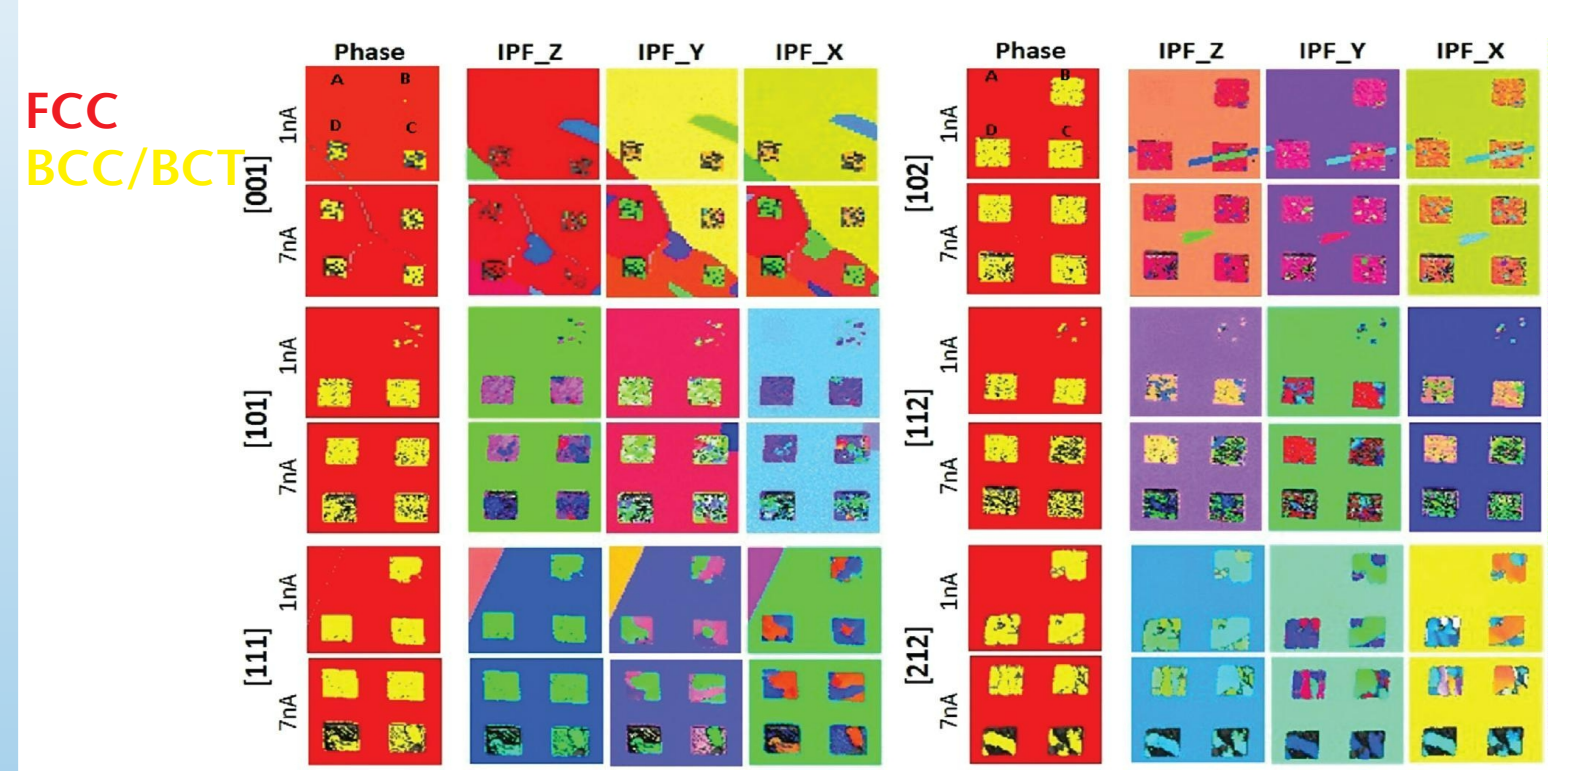 Phase IPF_Z IPF_Y IPF_X
Phase IPF_Z IPF_Y IPF_X
FCC
BCC/BCT
[001]
1nA
A B
D C
7nA
[101]
1nA
7nA
[111]
1nA
7nA
[102]
1nA
A B
D C
7nA
[112]
1nA
7nA
[212]
1nA
7nA